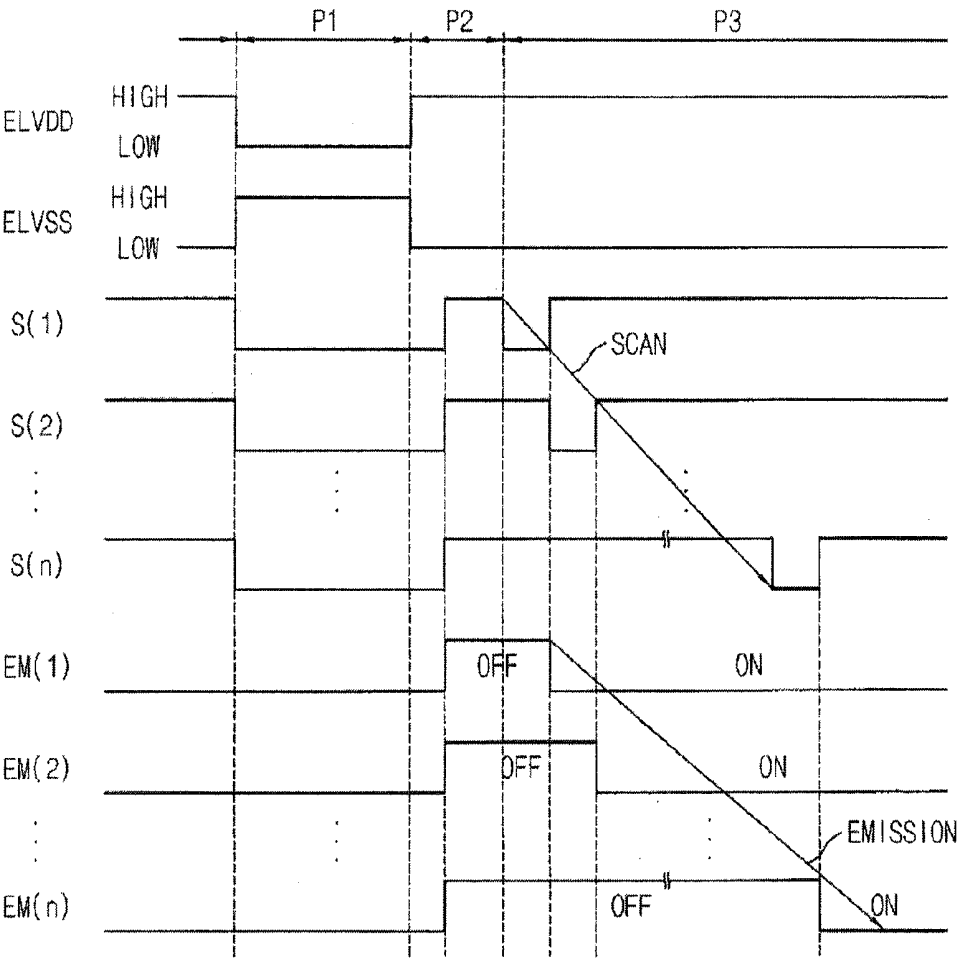 P1 P2 P3
HIGH
ELVDD
LOW
HIGH
ELVSS
LOW
S(1)
SCAN
S(2)
S(n)
EM(1) OFF ON
EM(2) OFF ON
EMISSION
EM(n) OFF ON